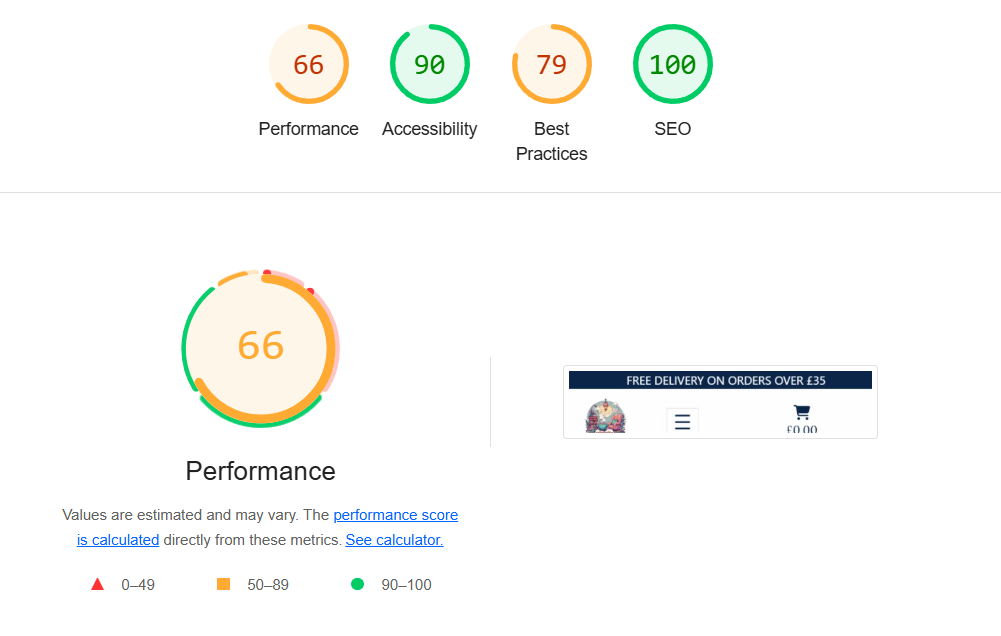 66
90
79
100
Performance
Accessibility
Best
Practices
SEO
66
FREE DELIVERY ON ORDERS OVER £35
£0.00
Performance
Values are estimated and may vary. The performance score
is calculated directly from these metrics. See calculator.
0–49
50–89
90–100